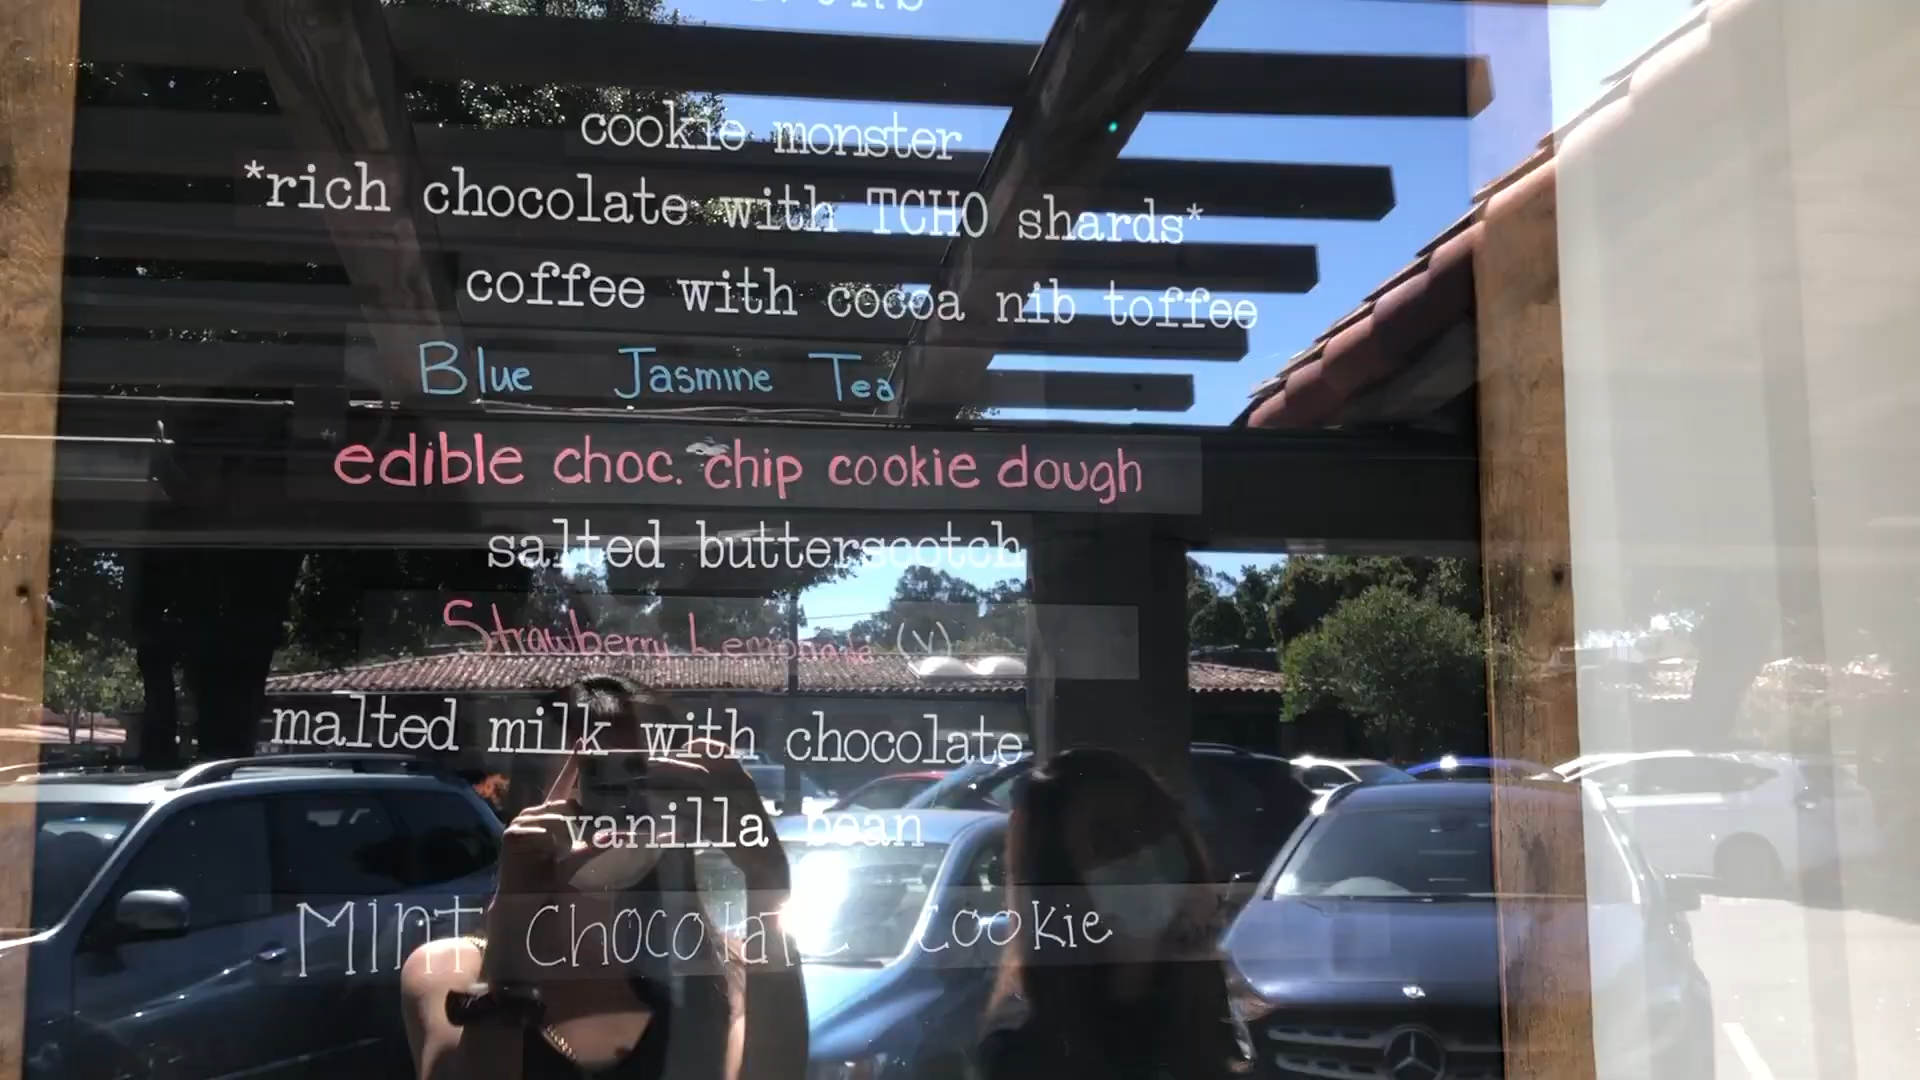 cookie monster
*rich chocolate with TCHO shards*
coffee with cocoa nib toffee
Blue Jasmine Tea
edible choc. chip cookie dough
salted butterscotch
Strawberry Lemonade (V)
malted milk with chocolate
vanilla bean
Mint Chocolate Cookie